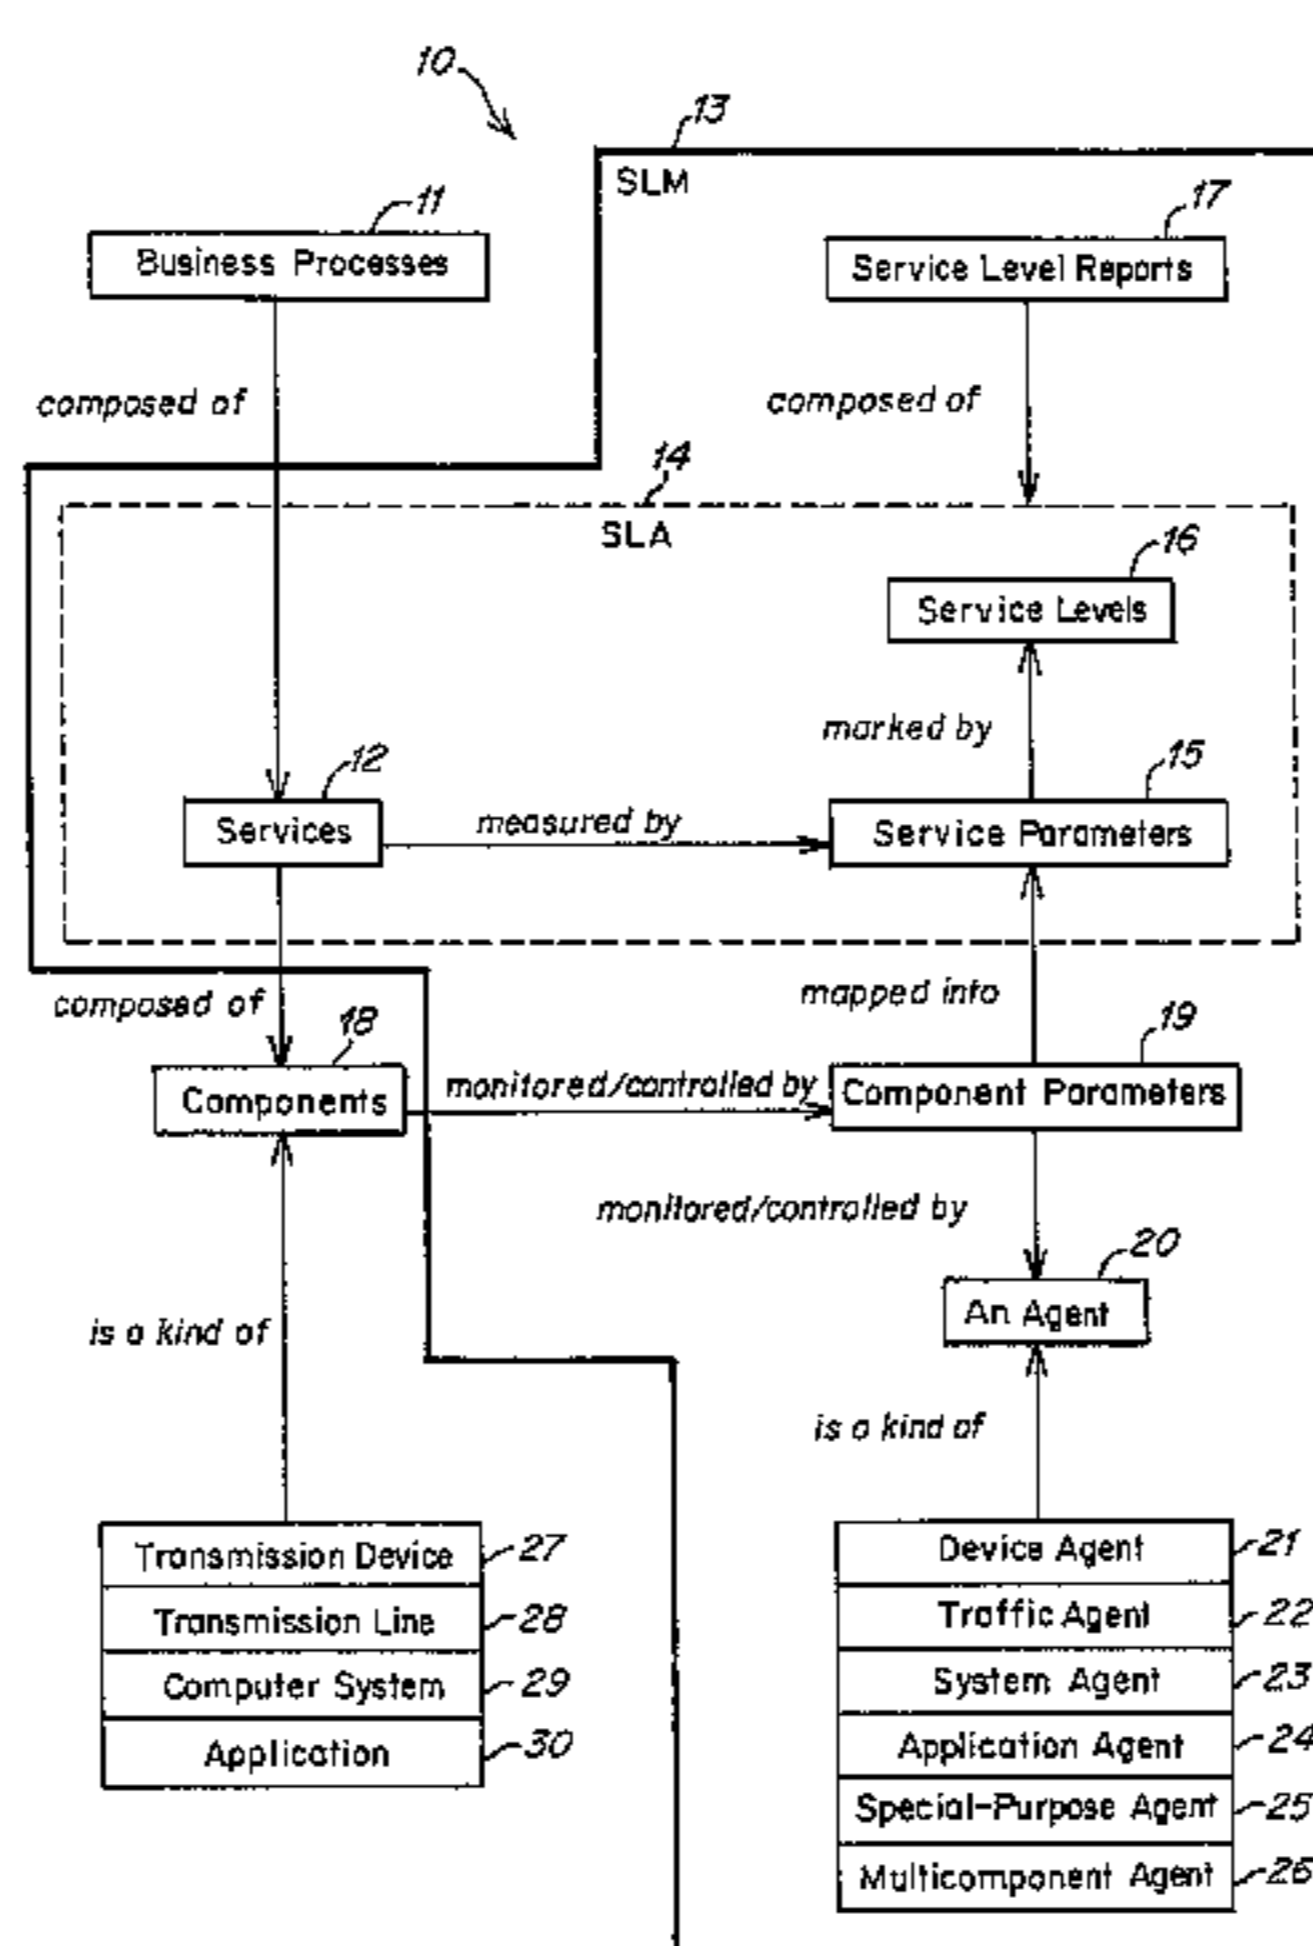 10
13
SLM
11
Business Processes
17
Service Level Reports
composed of
composed of
14
SLA
16
Service Levels
marked by
12
Services
measured by
15
Service Parameters
composed of
mapped into
18
Components
monitored/controlled by
19
Component Parameters
monitored/controlled by
20
An Agent
is a kind of
is a kind of
Transmission Device 27
Transmission Line 28
Computer System 29
Application 30
Device Agent 21
Traffic Agent 22
System Agent 23
Application Agent 24
Special-Purpose Agent 25
Multicomponent Agent 26